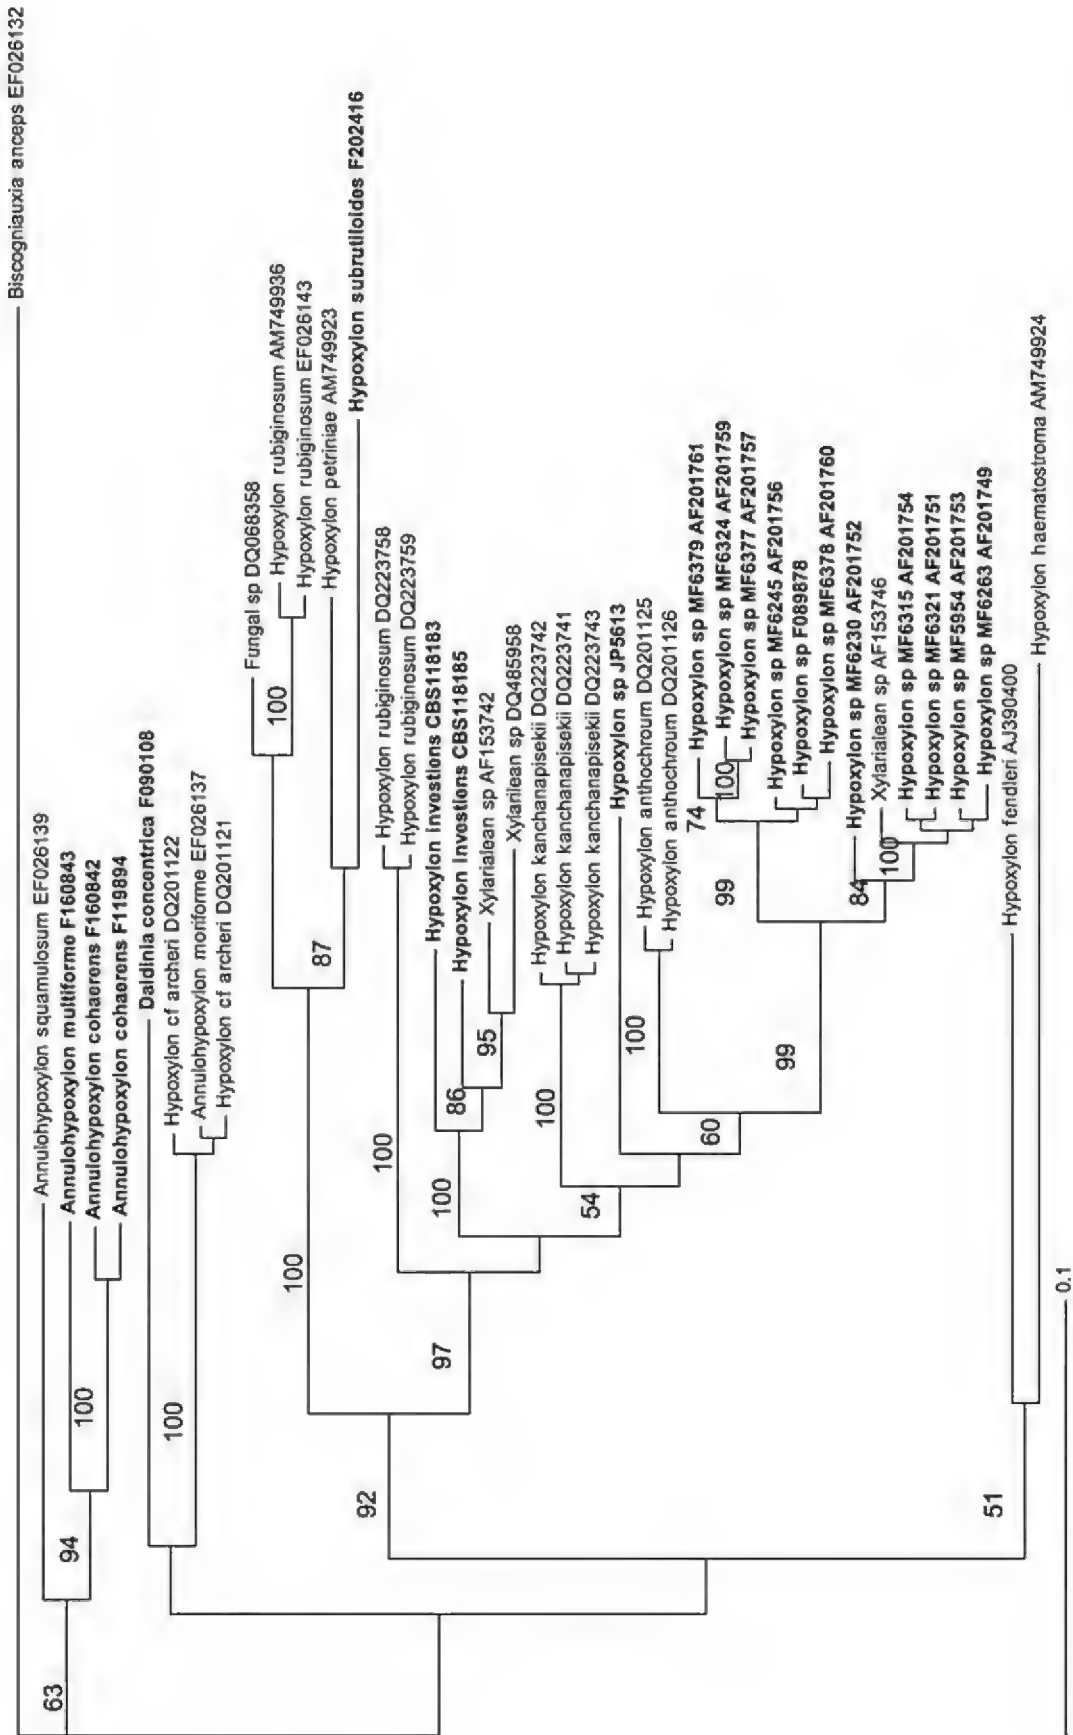 Biscogniauxia anceps EF026132
Annulohypoxylon squamulosum EF026139
Annulohypoxylon multiforme F160843
Annulohypoxylon cohaerens F160842
Annulohypoxylon cohaerens F119894
Daldinia concentrica F090108
Hypoxylon cf archeri DQ201122
Annulohypoxylon moriforme EF026137
Hypoxylon cf archeri DQ201121
Fungal sp DQ068358
Hypoxylon rubiginosum AM749936
Hypoxylon rubiginosum EF026143
Hypoxylon petriniae AM749923
Hypoxylon subrutiloides F202416
Hypoxylon rubiginosum DQ223758
Hypoxylon rubiginosum DQ223759
Hypoxylon Investiens CBS118183
Hypoxylon Investiens CBS118185
Xylarialean sp AF153742
Xylarilean sp DQ485958
Hypoxylon kanchanapisekii DQ223742
Hypoxylon kanchanapisekii DQ223741
Hypoxylon kanchanapisekii DQ223743
Hypoxylon sp JP5613
Hypoxylon anthochroum DQ201125
Hypoxylon anthochroum DQ201126
Hypoxylon sp MF6379 AF201761
Hypoxylon sp MF6324 AF201759
Hypoxylon sp MF6377 AF201757
Hypoxylon sp MF6245 AF201756
Hypoxylon sp F089878
Hypoxylon sp MF6378 AF201760
Hypoxylon sp MF6230 AF201752
Xylarialean sp AF153746
Hypoxylon sp MF6315 AF201754
Hypoxylon sp MF6321 AF201751
Hypoxylon sp MF5954 AF201753
Hypoxylon sp MF6263 AF201749
Hypoxylon fendleri AJ390400
Hypoxylon haematostroma AM749924
63
94
100
100
92
100
100
87
97
100
100
86
95
54
100
60
100
99
99
74
100
84
100
51
0.1